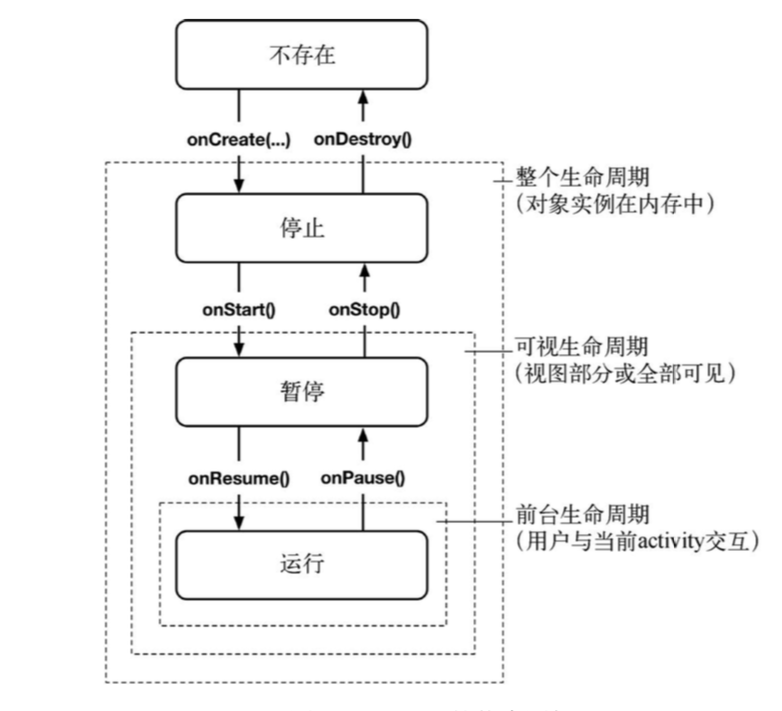 不存在
onCreate(...) onDestroy()
整个生命周期
（对象实例在内存中）
停止
onStart() onStop()
可视生命周期
（视图部分或全部可见）
暂停
onResume() onPause()
前台生命周期
（用户与当前activity交互）
运行